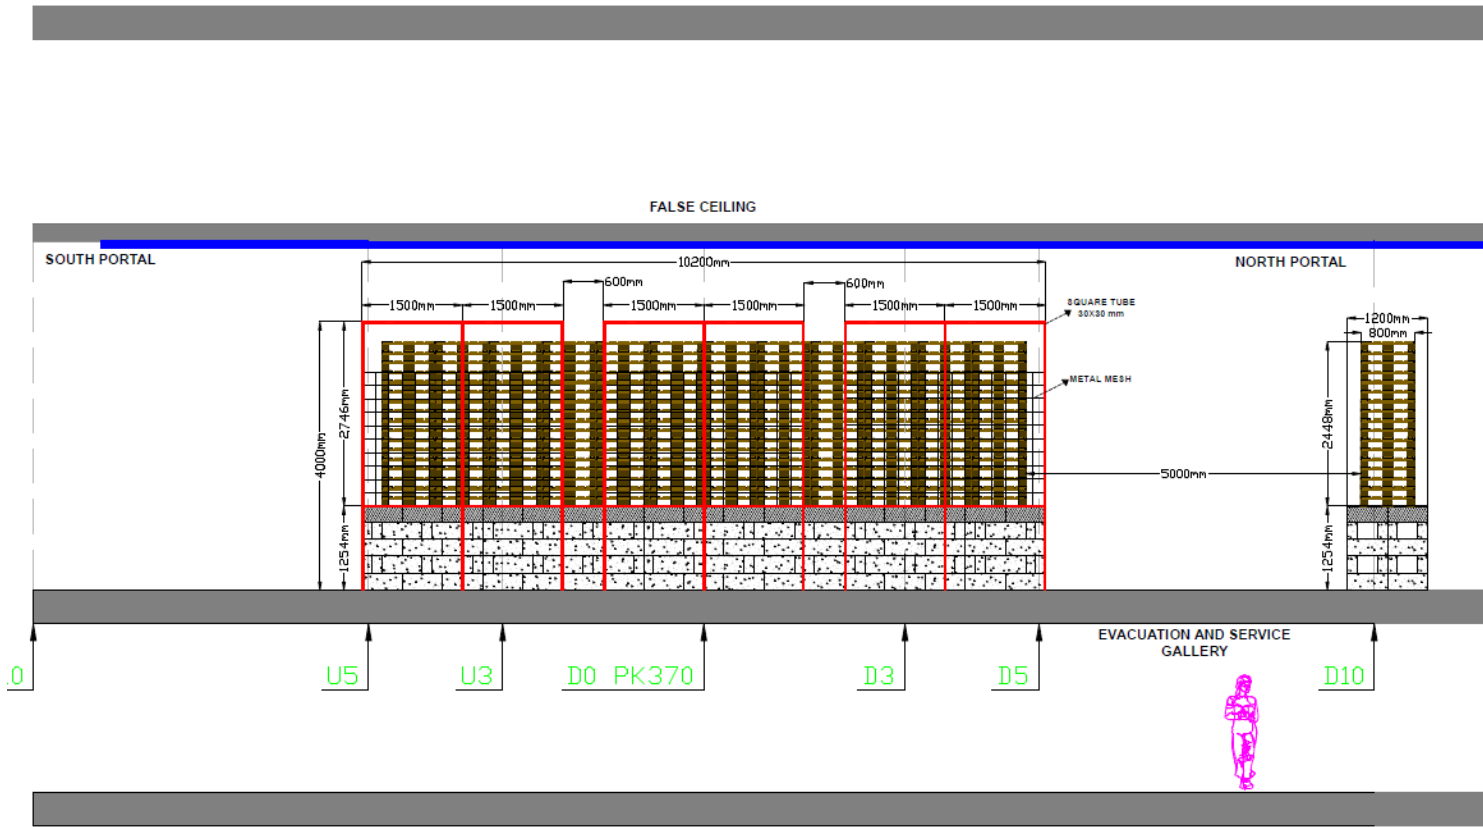 FALSE CEILING
SOUTH PORTAL
NORTH PORTAL
10200mm
600mm
600mm
1500mm
1500mm
1500mm
1500mm
1500mm
1500mm
SQUARE TUBE
30X30 mm
1200mm
800mm
METAL MESH
4000mm
2746mm
1254mm
2448mm
5000mm
1254mm
EVACUATION AND SERVICE
GALLERY
.0
U5
U3
D0 PK370
D3
D5
D10